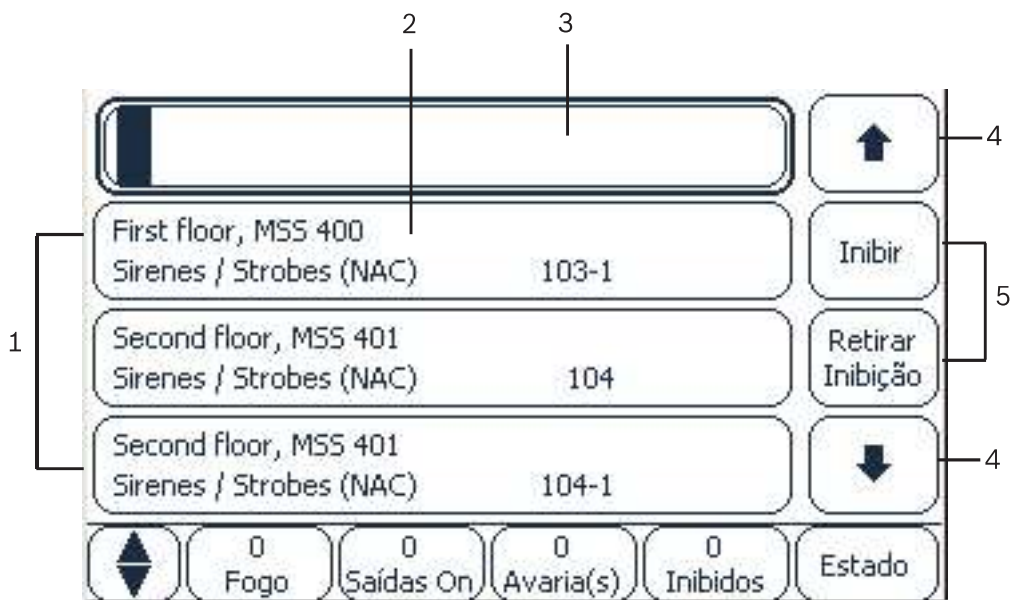 2
3
4
First floor, MSS 400
Sirenes / Strobes (NAC) 103-1
Inibir
5
1
Second floor, MSS 401
Sirenes / Strobes (NAC) 104
Retirar
Inibição
Second floor, MSS 401
Sirenes / Strobes (NAC) 104-1
4
0
Fogo
0
Saídas On
0
Avaria(s)
0
Inibidos
Estado